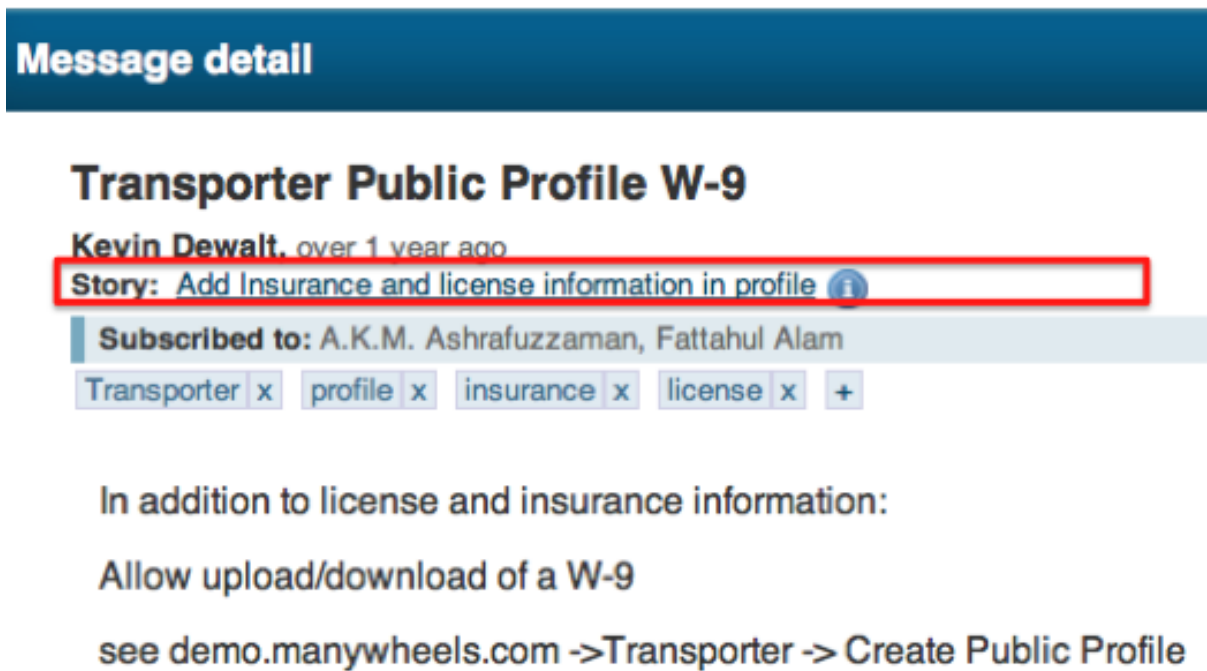 Message detail
Transporter Public Profile W-9
Kevin Dewalt, over 1 year ago
Story: Add Insurance and license information in profile i
Subscribed to: A.K.M. Ashrafuzzaman, Fattahul Alam
Transporter x profile x insurance x license x +
In addition to license and insurance information:
Allow upload/download of a W-9
see demo.manywheels.com ->Transporter -> Create Public Profile